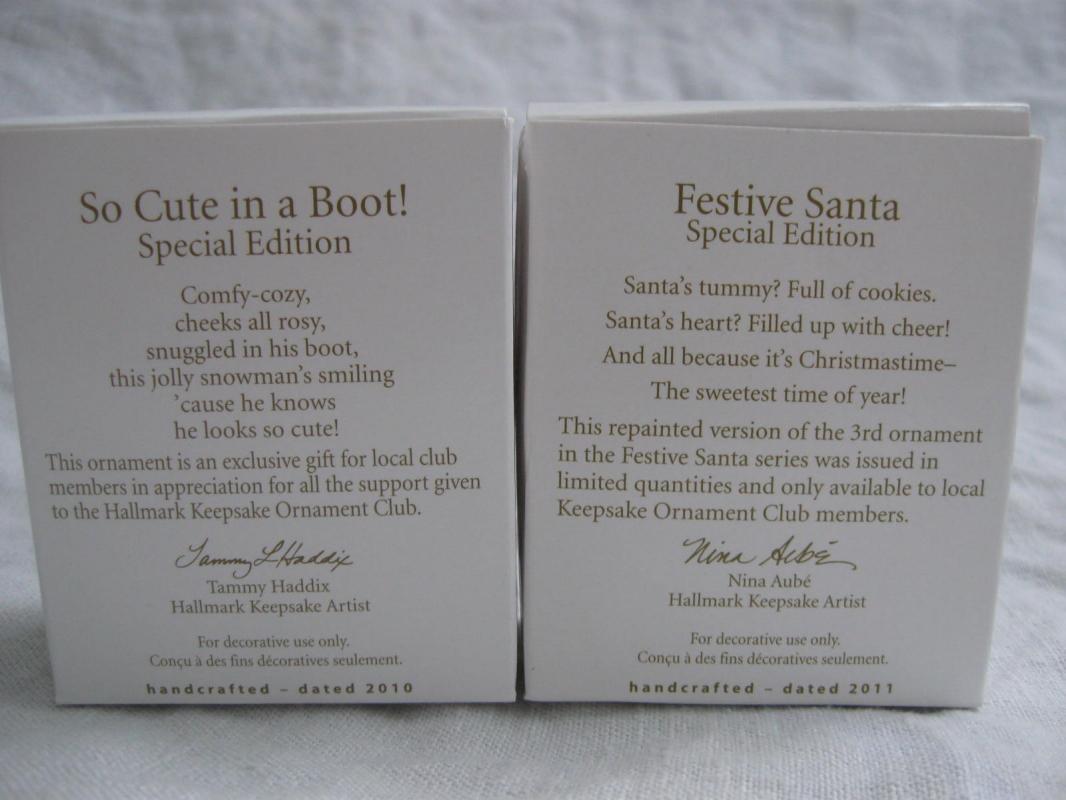 So Cute in a Boot!
Special Edition
Comfy-cozy,
cheeks all rosy,
snuggled in his boot,
this jolly snowman's smiling
'cause he knows
he looks so cute!
This ornament is an exclusive gift for local club
members in appreciation for all the support given
to the Hallmark Keepsake Ornament Club.
Tammy L Haddix
Tammy Haddix
Hallmark Keepsake Artist
For decorative use only.
Conçu à des fins décoratives seulement.
handcrafted – dated 2010
Festive Santa
Special Edition
Santa's tummy? Full of cookies.
Santa's heart? Filled up with cheer!
And all because it's Christmastime–
The sweetest time of year!
This repainted version of the 3rd ornament
in the Festive Santa series was issued in
limited quantities and only available to local
Keepsake Ornament Club members.
Nina Aubé
Nina Aubé
Hallmark Keepsake Artist
For decorative use only.
Conçu à des fins décoratives seulement.
handcrafted – dated 2011